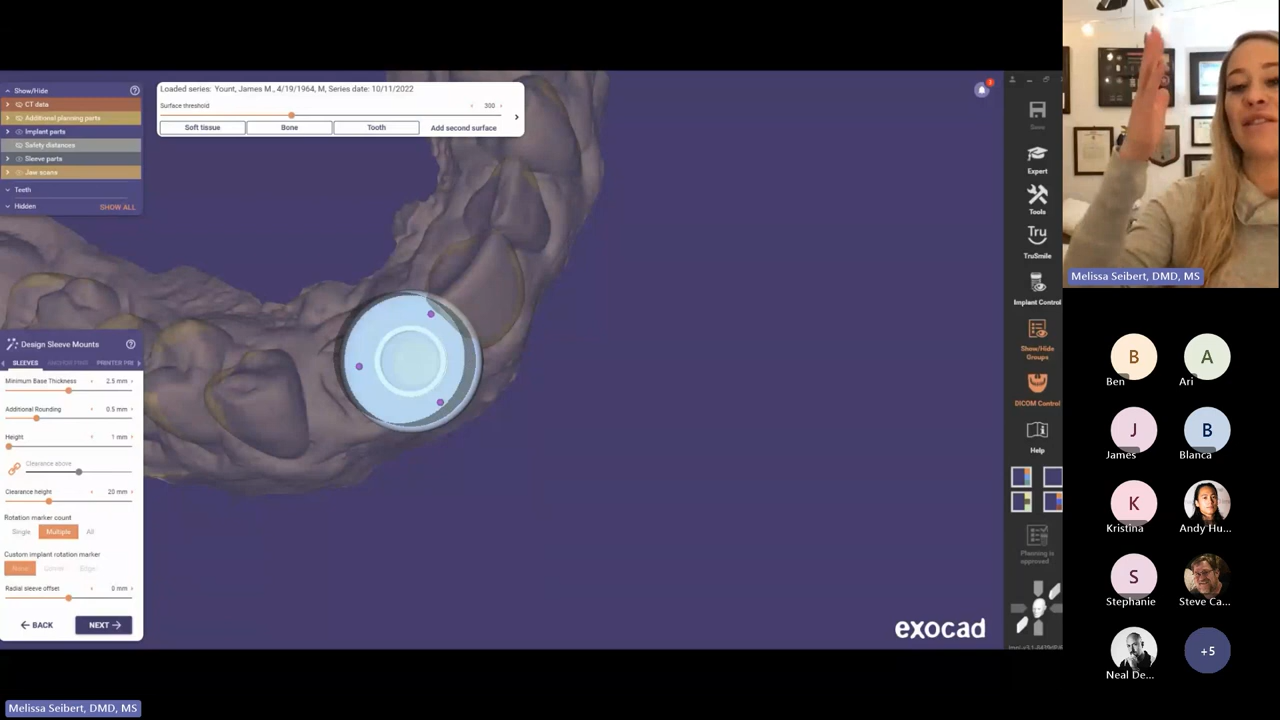 Show/Hide
CT data
Additional planning parts
Implant parts
Safety distances
Sleeve parts
Jaw scans
Teeth
Hidden SHOW ALL
Loaded series: Yount, James M., 4/19/1964, M, Series date: 10/11/2022
Surface threshold 300
Soft tissue Bone Tooth Add second surface
Design Sleeve Mounts
SLEEVES
Minimum Base Thickness 2.5 mm
Additional Rounding 0.5 mm
Height 1 mm
Clearance above
Clearance height 20 mm
Rotation marker count
Single Multiple All
Custom implant rotation marker
Radial sleeve offset 0 mm
BACK NEXT
Save
Expert
Tools
Tru
TruSmile
Implant Control
Show/Hide
Groups
DICOM Control
Help
Planning is
approved
exocad
Melissa Seibert, DMD, MS
B A
Ben Ari
J B
James Blanca
K
Kristina Andy Hu...
S
Stephanie Steve Ca...
Neal De... +5
Melissa Seibert, DMD, MS